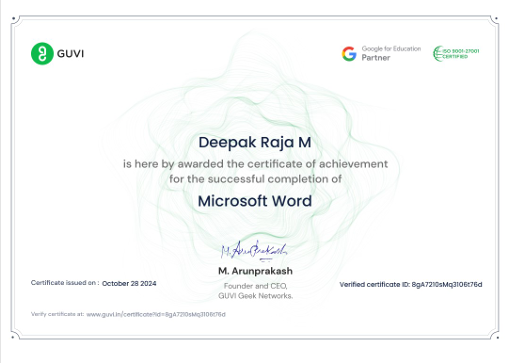 GUVI
Google for Education
Partner
ISO 9001-27001
CERTIFIED
Deepak Raja M
is here by awarded the certificate of achievement
for the successful completion of
Microsoft Word
M. Arunprakash
M. Arunprakash
Founder and CEO,
GUVI Geek Networks.
Certificate issued on : October 28 2024
Verified certificate ID: 8gA7210sMq3106t76d
Verify certificate at: www.guvi.in/certificate?id=8gA7210sMq3106t76d